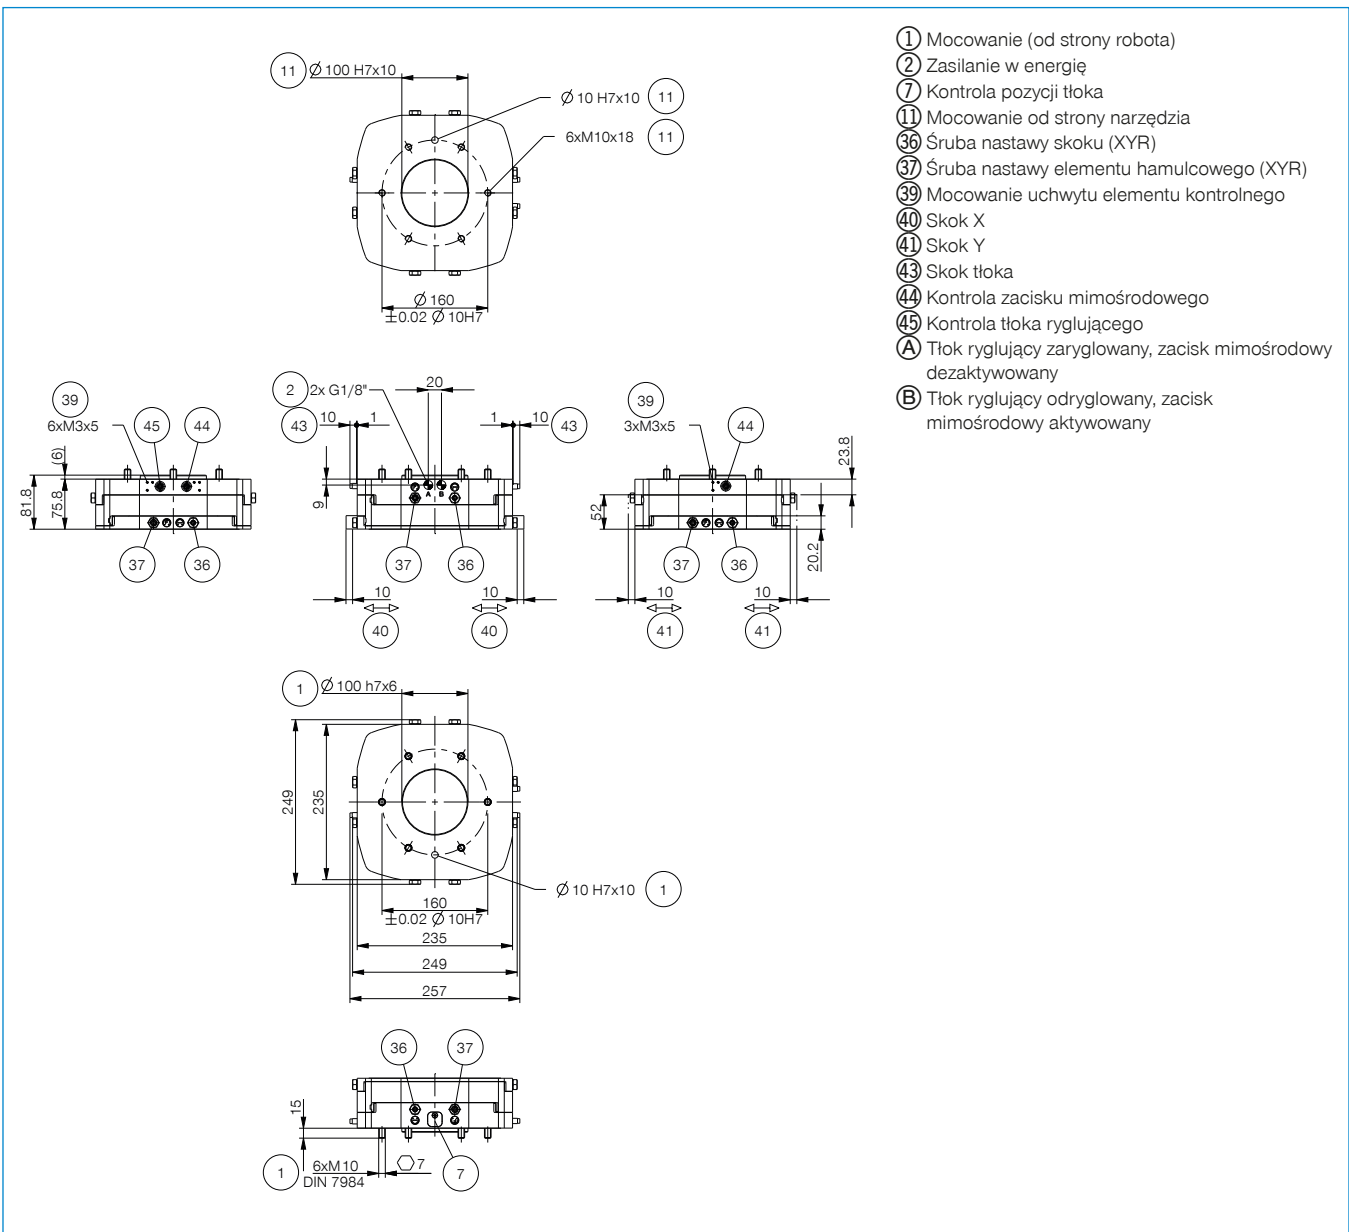 11 Ø 100 H7x10
Ø 10 H7x10 11
6xM10x18 11
Ø 160
±0.02 Ø 10H7
1 Mocowanie (od strony robota)
2 Zasilanie w energię
7 Kontrola pozycji tłoka
11 Mocowanie od strony narzędzia
36 Śruba nastawy skoku (XYR)
37 Śruba nastawy elementu hamulcowego (XYR)
39 Mocowanie uchwytu elementu kontrolnego
40 Skok X
41 Skok Y
43 Skok tłoka
44 Kontrola zacisku mimośrodowego
45 Kontrola tłoka ryglującego
A Tłok ryglujący zaryglowany, zacisk mimośrodowy
dezaktywowany
B Tłok ryglujący odryglowany, zacisk
mimośrodowy aktywowany
39
6xM3x5 45 44
(6)
81.8
75.8
37 36
2 2x G1/8" 20
43 10 1
1 10 43
9
A B
37 36
10 10
40 40
39
3xM3x5 44
23.8
52
20.2
37 36
10 10
41 41
1 Ø 100 h7x6
249
235
Ø 10 H7x10 1
160
±0.02 Ø 10H7
235
249
257
36 37
15
1 6xM10 7 7
DIN 7984